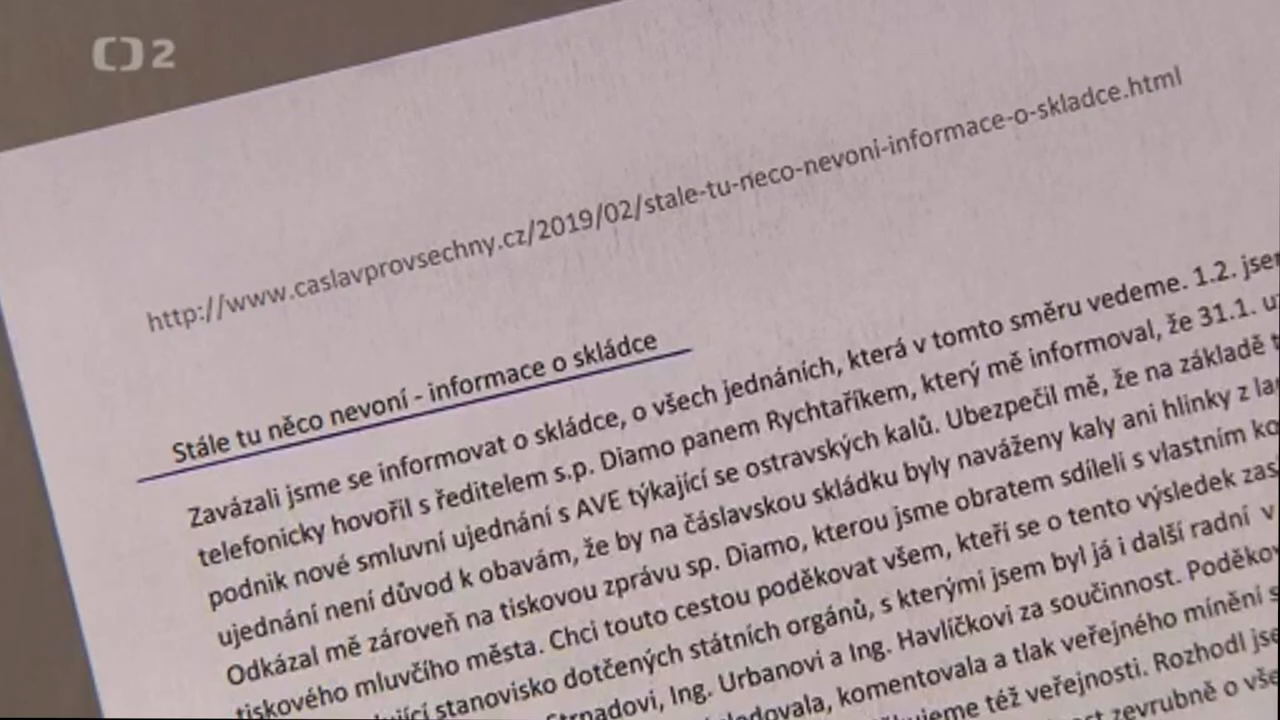 2
http://www.caslavprovsechny.cz/2019/02/stale-tu-neco-nevoni-informace-o-skladce.html
Stále tu něco nevoní - informace o skládce
Zavázali jsme se informovat o skládce, o všech jednáních, která v tomto směru vedeme. 1.2.
telefonicky hovořil s ředitelem s.p. Diamo panem Rychtaříkem, který mě informoval, že 31.1.
podnik nové smluvní ujednání s AVE týkající se ostravských kalů. Ubezpečil mě, že na základě
ujednání není důvod k obavám, že by na čáslavskou skládku byly naváženy kaly ani hlinky z
Odkázal mě zároveň na tiskovou zprávu sp. Diamo, kterou jsme obratem sdíleli s vlastním
tiskového mluvčího města. Chci touto cestou poděkovat všem, kteří se o tento výsledek
stanovisko dotčených státních orgánů, s kterými jsem byl já i další radní v
Ing. Urbanovi a Ing. Havlíčkovi za součinnost.
komentovala a tlak veřejného mínění
též veřejnosti. Rozhodl
zevrubně o